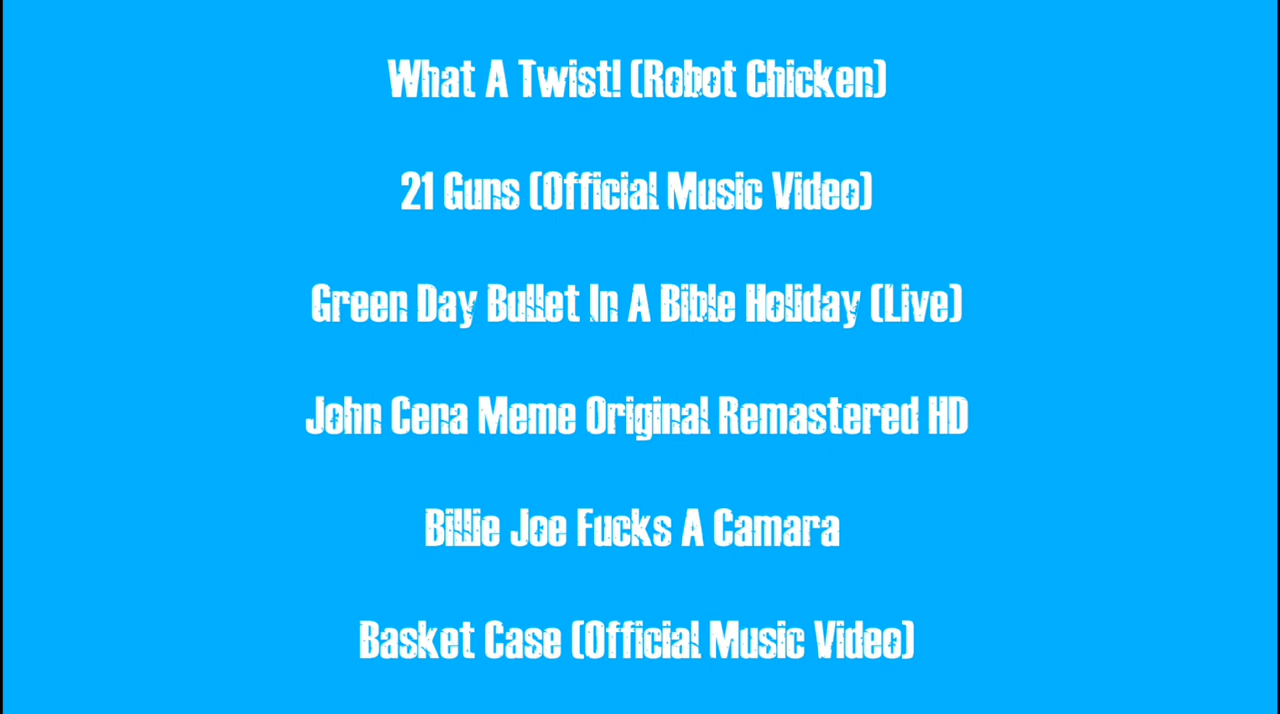 What A Twist! (Robot Chicken)
21 Guns (Official Music Video)
Green Day Bullet In A Bible Holiday (Live)
John Cena Meme Original Remastered HD
Billie Joe Fucks A Camara
Basket Case (Official Music Video)